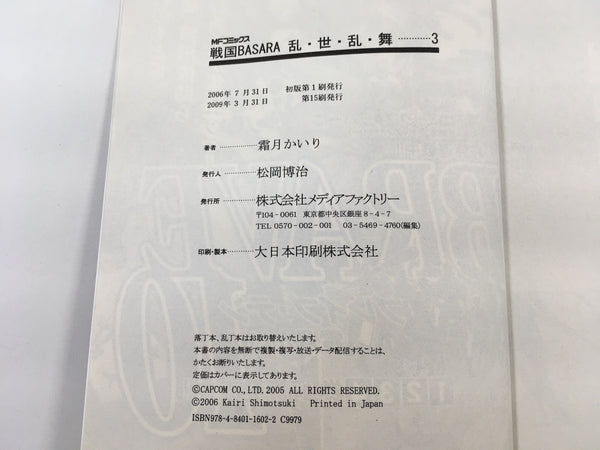 MFコミックス
戦国BASARA 乱・世・乱・舞…………3
2006年 7月31日 初版第1刷発行
2009年 3月31日 第15刷発行
著者………………霜月かいり
発行人…………松岡博治
発行所…………株式会社メディアファクトリー
〒104-0061 東京都中央区銀座8-4-7
TEL 0570-002-001 03-5469-4760(編集)
印刷・製本…………大日本印刷株式会社
落丁本、乱丁本はお取り替えいたします。
本書の内容を無断で複製・複写・放送・データ配信することは、
かたくお断りいたします。
定価はカバーに表示してあります。
©CAPCOM CO., LTD. 2005 ALL RIGHTS RESERVED.
©2006 Kairi Shimotsuki Printed in Japan
ISBN978-4-8401-1602-2 C9979